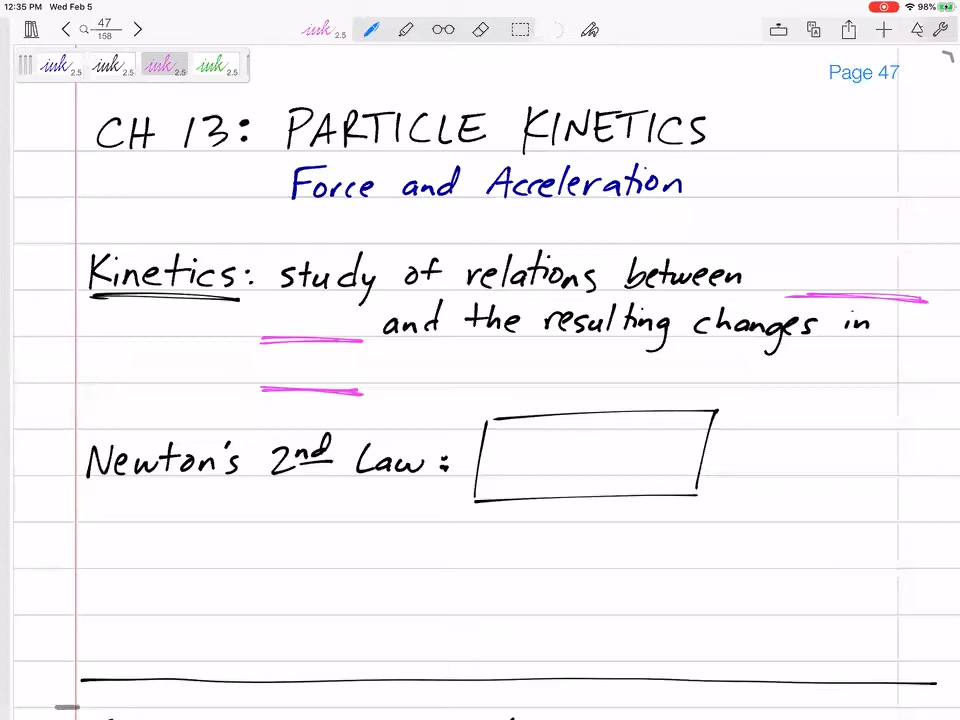 12:35 PM Wed Feb 5
98%
47
158
ink 2.5
ink 2.5 ink 2.5 ink 2.5 ink 2.5
Page 47
CH 13: PARTICLE KINETICS
Force and Acceleration
Kinetics: study of relations between
and the resulting changes in
Newton's 2nd Law: